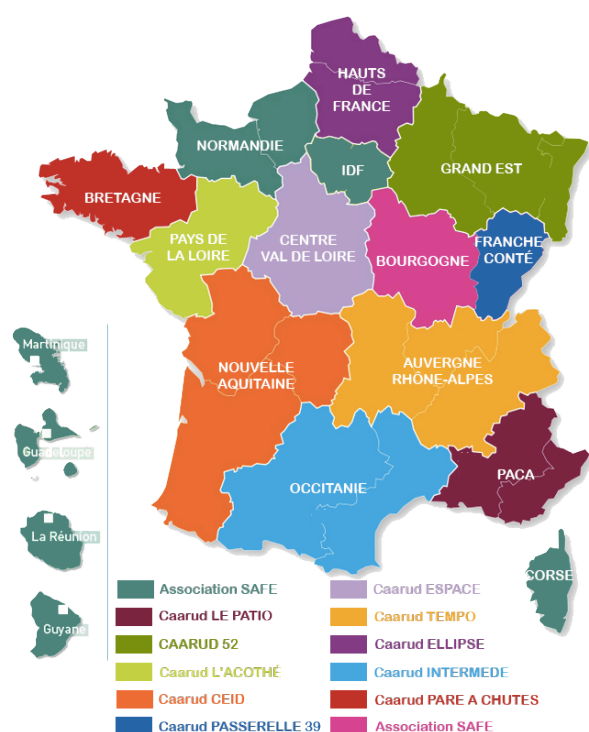 HAUTS
DE
FRANCE
NORMANDIE
IDF
GRAND EST
BRETAGNE
PAYS DE
LA LOIRE
CENTRE
VAL DE LOIRE
BOURGOGNE
FRANCHE
CONTÉ
Martinique
NOUVELLE
AQUITAINE
AUVERGNE
RHÔNE-ALPES
Guadeloupe
OCCITANIE
PACA
La Réunion
CORSE
Guyane
Association SAFE
Caarud ESPACE
Caarud LE PATIO
Caarud TEMPO
CAARUD 52
Caarud ELLIPSE
Caarud L'ACOTHÉ
Caarud INTERMEDE
Caarud CEID
Caarud PARE A CHUTES
Caarud PASSERELLE 39
Association SAFE